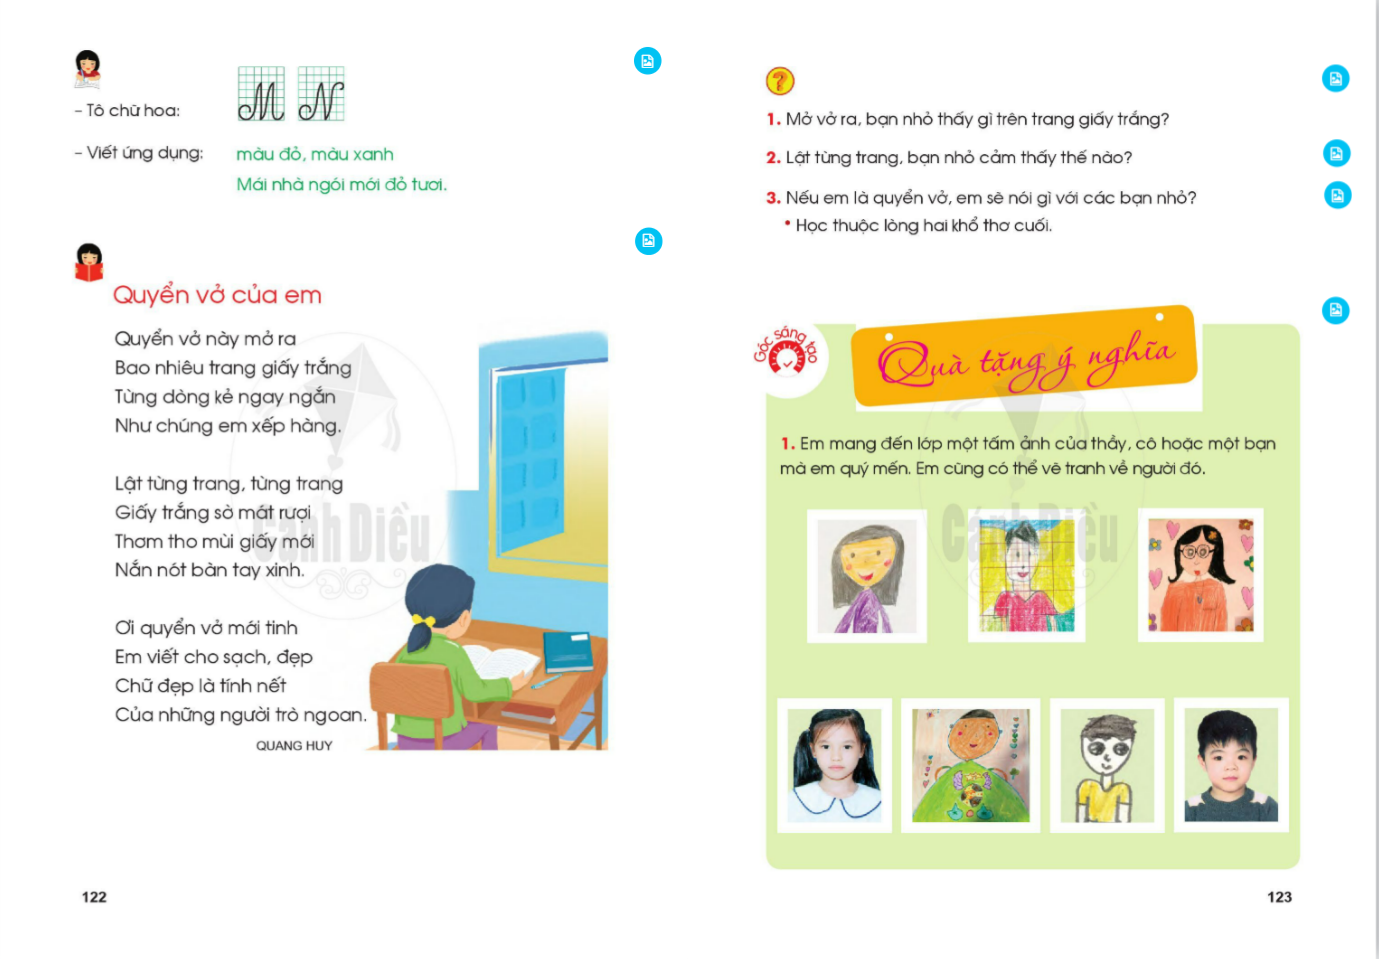 – Tô chữ hoa:
M N
– Viết ứng dụng:
màu đỏ, màu xanh
Mái nhà ngói mới đỏ tươi.
Quyển vở của em
Quyển vở này mở ra
Bao nhiêu trang giấy trắng
Từng dòng kẻ ngay ngắn
Như chúng em xếp hàng.
Lật từng trang, từng trang
Giấy trắng sờ mát rượi
Thơm tho mùi giấy mới
Nắn nót bàn tay xinh.
Ơi quyển vở mới tinh
Em viết cho sạch, đẹp
Chữ đẹp là tính nết
Của những người trò ngoan.
QUANG HUY
Cánh Diều
122
?
1. Mở vở ra, bạn nhỏ thấy gì trên trang giấy trắng?
2. Lật từng trang, bạn nhỏ cảm thấy thế nào?
3. Nếu em là quyển vở, em sẽ nói gì với các bạn nhỏ?
• Học thuộc lòng hai khổ thơ cuối.
Góc sáng tạo
Quà tặng ý nghĩa
1. Em mang đến lớp một tấm ảnh của thầy, cô hoặc một bạn
mà em quý mến. Em cũng có thể vẽ tranh về người đó.
Cánh Diều
123